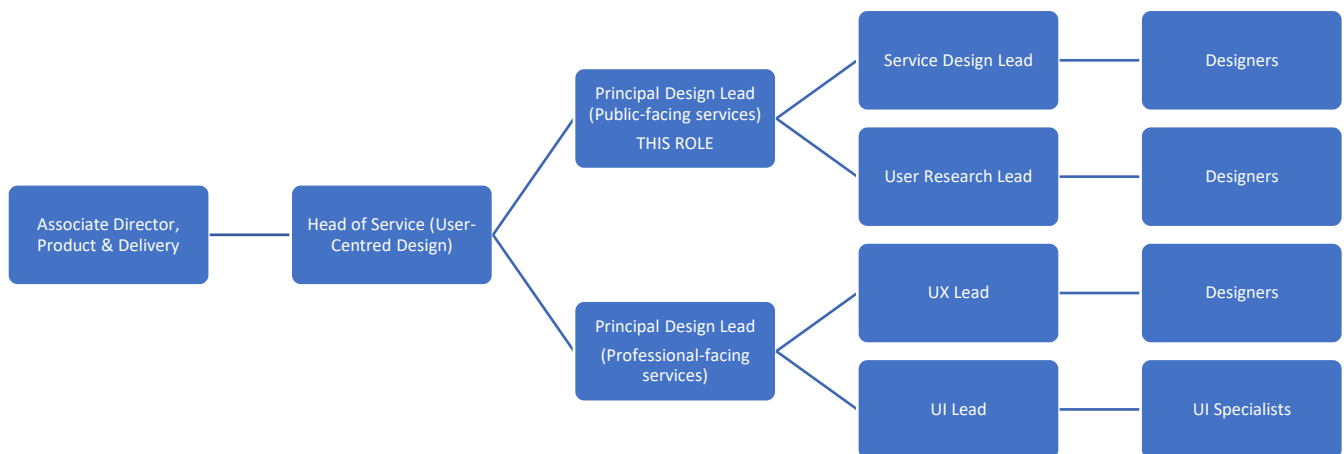 Associate Director,
Product & Delivery
Head of Service (User-
Centred Design)
Principal Design Lead
(Public-facing services)
THIS ROLE
Service Design Lead
Designers
User Research Lead
Designers
Principal Design Lead
(Professional-facing
services)
UX Lead
Designers
UI Lead
UI Specialists